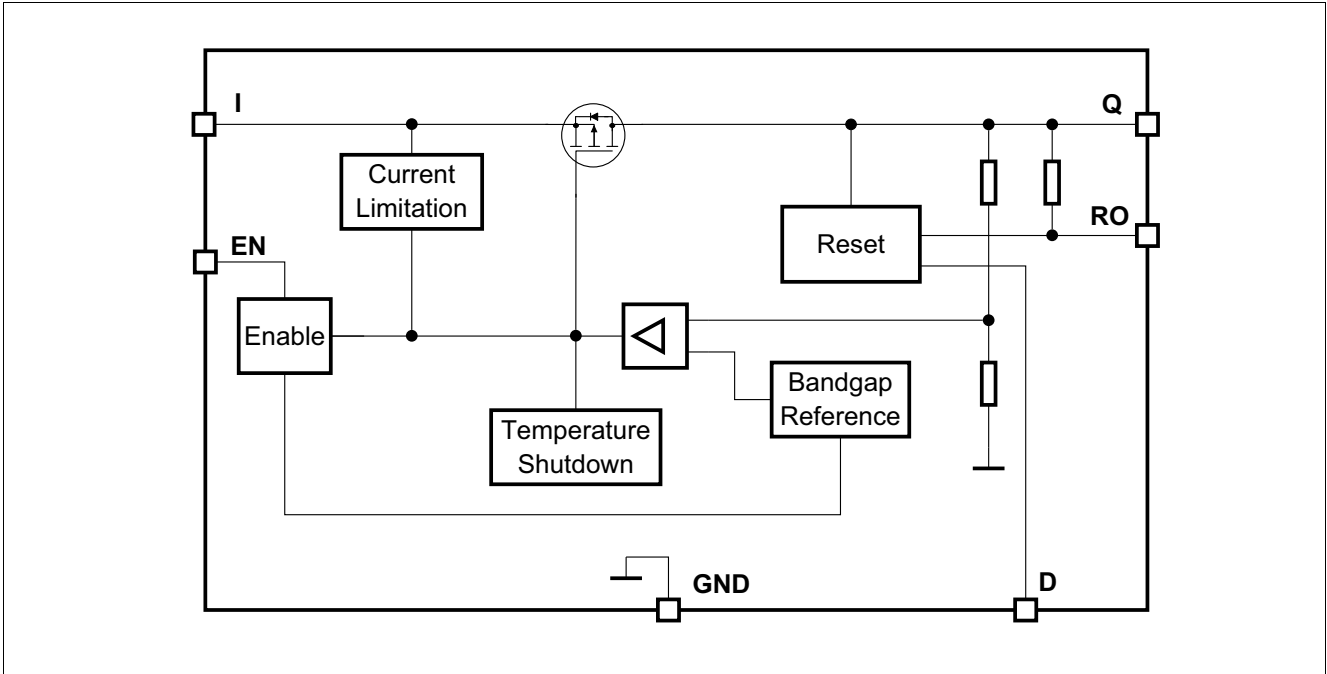 I
Q
Current
Limitation
RO
Reset
EN
Enable
Bandgap
Reference
Temperature
Shutdown
GND
D